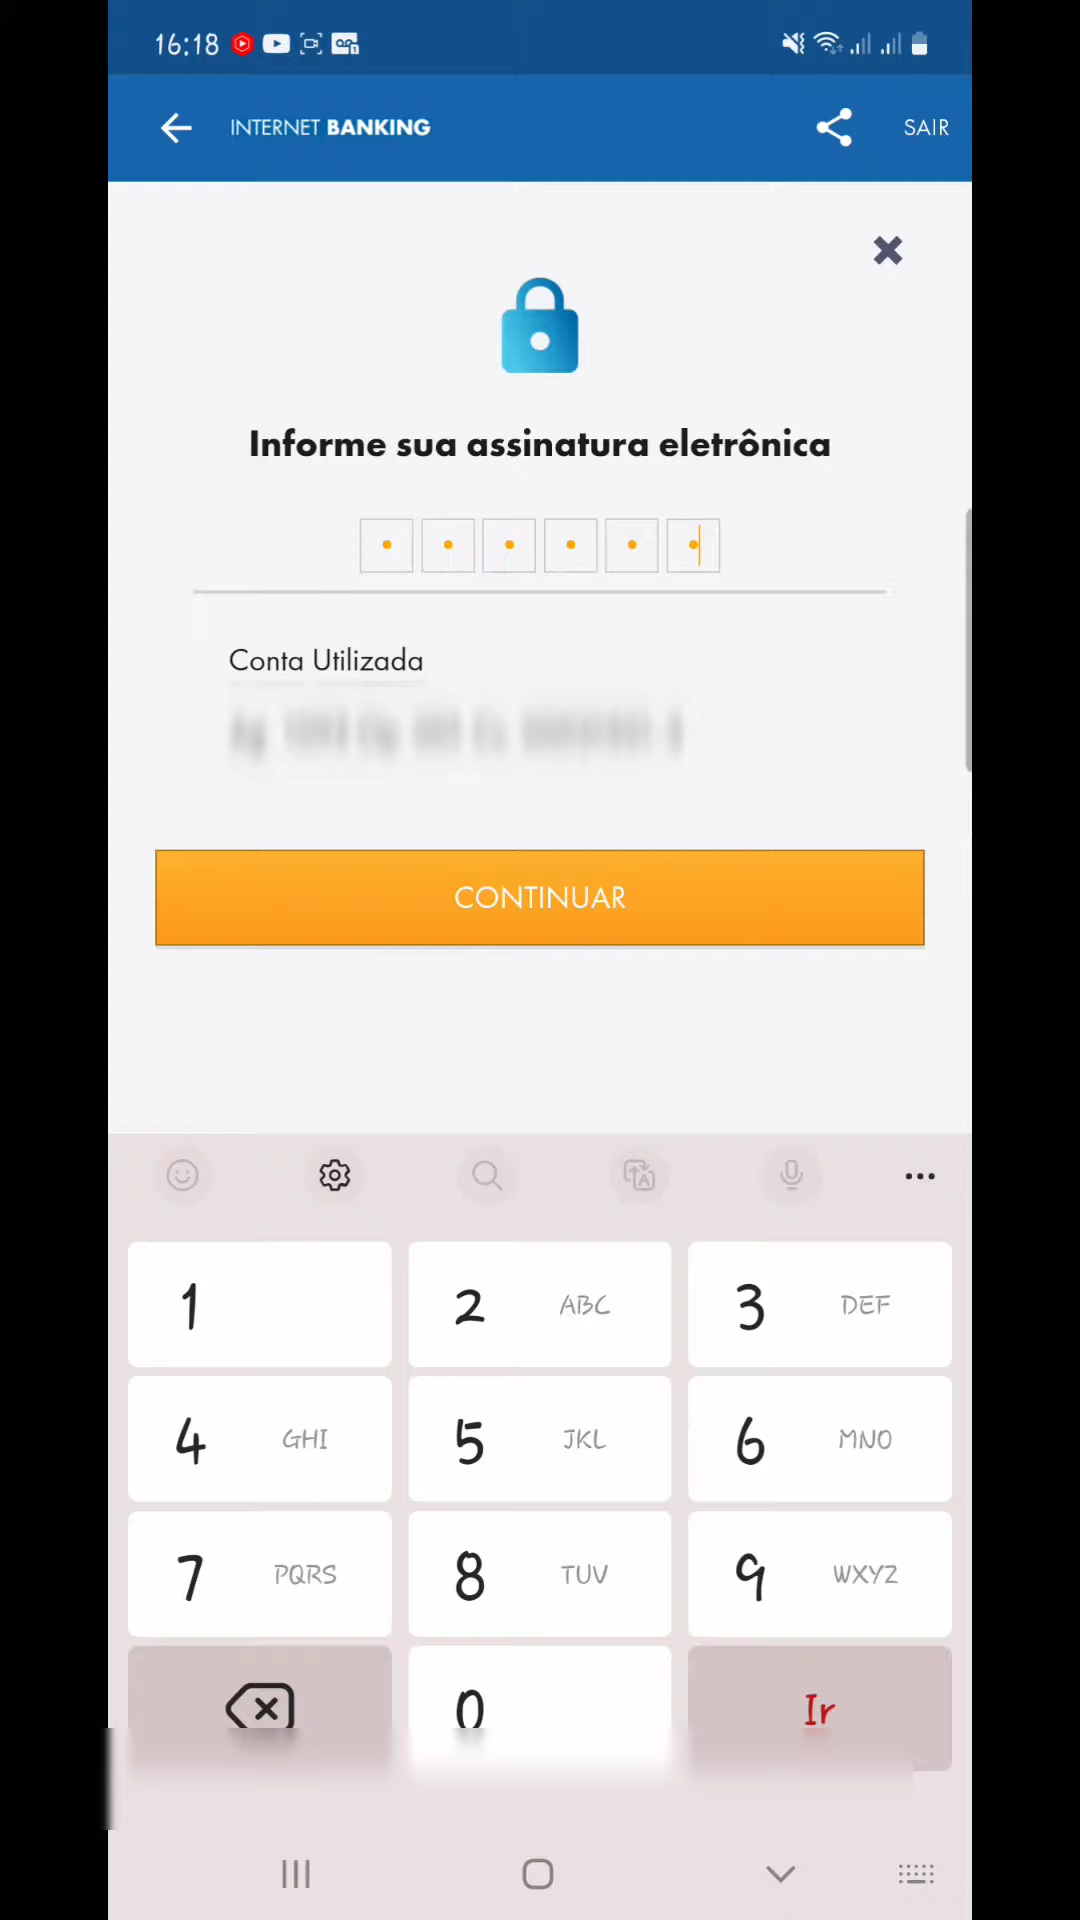 16:18
INTERNET BANKING
SAIR
Informe sua assinatura eletrônica
Conta Utilizada
CONTINUAR
1
2 ABC
3 DEF
4 GHI
5 JKL
6 MNO
7 PQRS
8 TUV
9 WXYZ
0
Ir